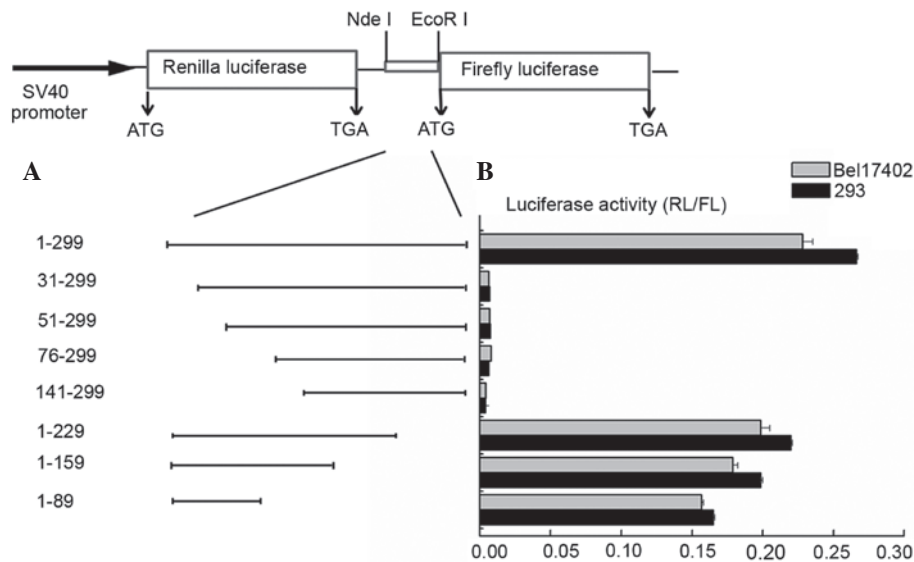 Nde I EcoR I
Renilla luciferase
Firefly luciferase
SV40
promoter
ATG
TGA
ATG
TGA
A
B
Bel17402
293
Luciferase activity (RL/FL)
1-299
31-299
51-299
76-299
141-299
1-229
1-159
1-89
0.00 0.05 0.10 0.15 0.20 0.25 0.30